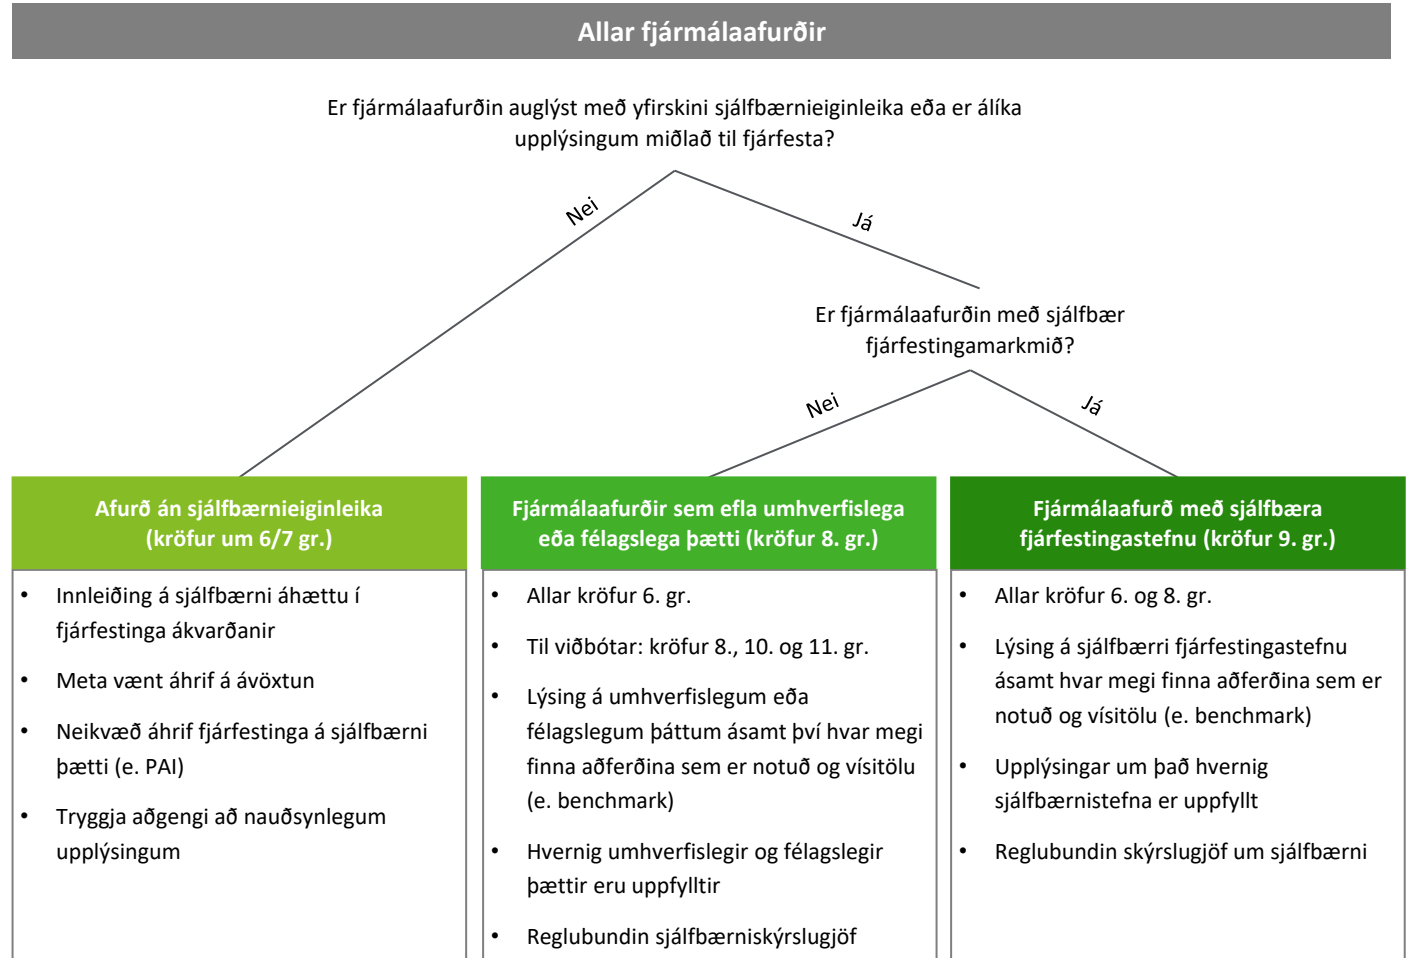 Allar fjármálaafurðir
Er fjármálaafurðin auglýst með yfirskini sjálfbærnieiginleika eða er álíka
upplýsingum miðlað til fjárfesta?
Nei
Já
Er fjármálaafurðin með sjálfbær
fjárfestingamarkmið?
Nei
Já
Afurð án sjálfbærnieiginleika
(kröfur um 6/7 gr.)
• Innleiðing á sjálfbærni áhættu í
fjárfestinga ákvarðanir
• Meta vænt áhrif á ávöxtun
• Neikvæð áhrif fjárfestinga á sjálfbærni
þætti (e. PAI)
• Tryggja aðgengi að nauðsynlegum
upplýsingum
Fjármálaafurðir sem efla umhverfislega
eða félagslega þætti (kröfur 8. gr.)
• Allar kröfur 6. gr.
• Til viðbótar: kröfur 8., 10. og 11. gr.
• Lýsing á umhverfislegum eða
félagslegum þáttum ásamt því hvar megi
finna aðferðina sem er notuð og vísitölu
(e. benchmark)
• Hvernig umhverfislegir og félagslegir
þættir eru uppfylltir
• Reglubundin sjálfbærniskýrslugjöf
Fjármálaafurð með sjálfbæra
fjárfestingastefnu (kröfur 9. gr.)
• Allar kröfur 6. og 8. gr.
• Lýsing á sjálfbærri fjárfestingastefnu
ásamt hvar megi finna aðferðina sem er
notuð og vísitölu (e. benchmark)
• Upplýsingar um það hvernig
sjálfbærnistefna er uppfyllt
• Reglubundin skýrslugjöf um sjálfbærni